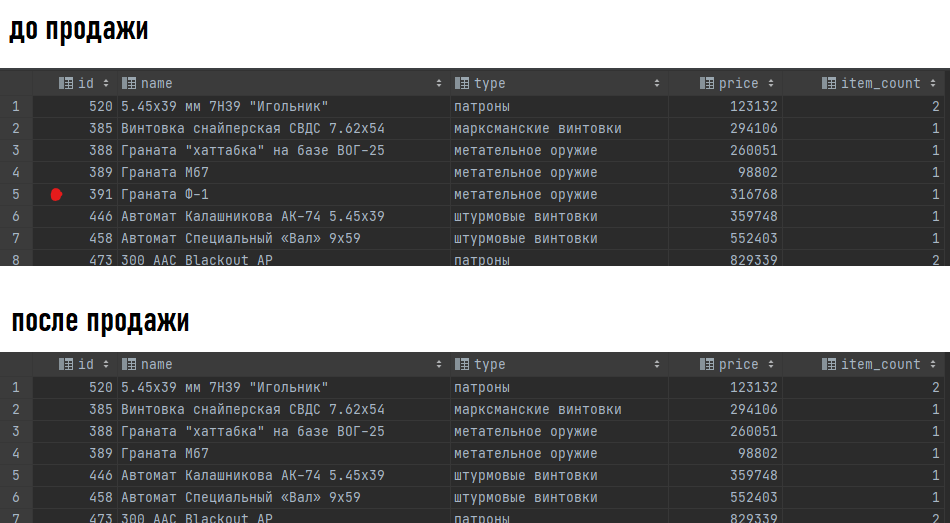 до продажи
id name type price item_count
1 520 5.45x39 мм 7Н39 "Игольник" патроны 123132 2
2 385 Винтовка снайперская СВДС 7.62x54 марксманские винтовки 294106 1
3 388 Граната "хаттабка" на базе ВОГ-25 метательное оружие 260051 1
4 389 Граната М67 метательное оружие 98802 1
5 391 Граната Ф-1 метательное оружие 316768 1
6 446 Автомат Калашникова АК-74 5.45x39 штурмовые винтовки 359748 1
7 458 Автомат Специальный «Вал» 9x59 штурмовые винтовки 552403 1
8 473 300 AAC Blackout AP патроны 829339 2
после продажи
id name type price item_count
1 520 5.45x39 мм 7Н39 "Игольник" патроны 123132 2
2 385 Винтовка снайперская СВДС 7.62x54 марксманские винтовки 294106 1
3 388 Граната "хаттабка" на базе ВОГ-25 метательное оружие 260051 1
4 389 Граната М67 метательное оружие 98802 1
5 446 Автомат Калашникова АК-74 5.45x39 штурмовые винтовки 359748 1
6 458 Автомат Специальный «Вал» 9x59 штурмовые винтовки 552403 1
7 473 300 AAC Blackout AP патроны 829339 2